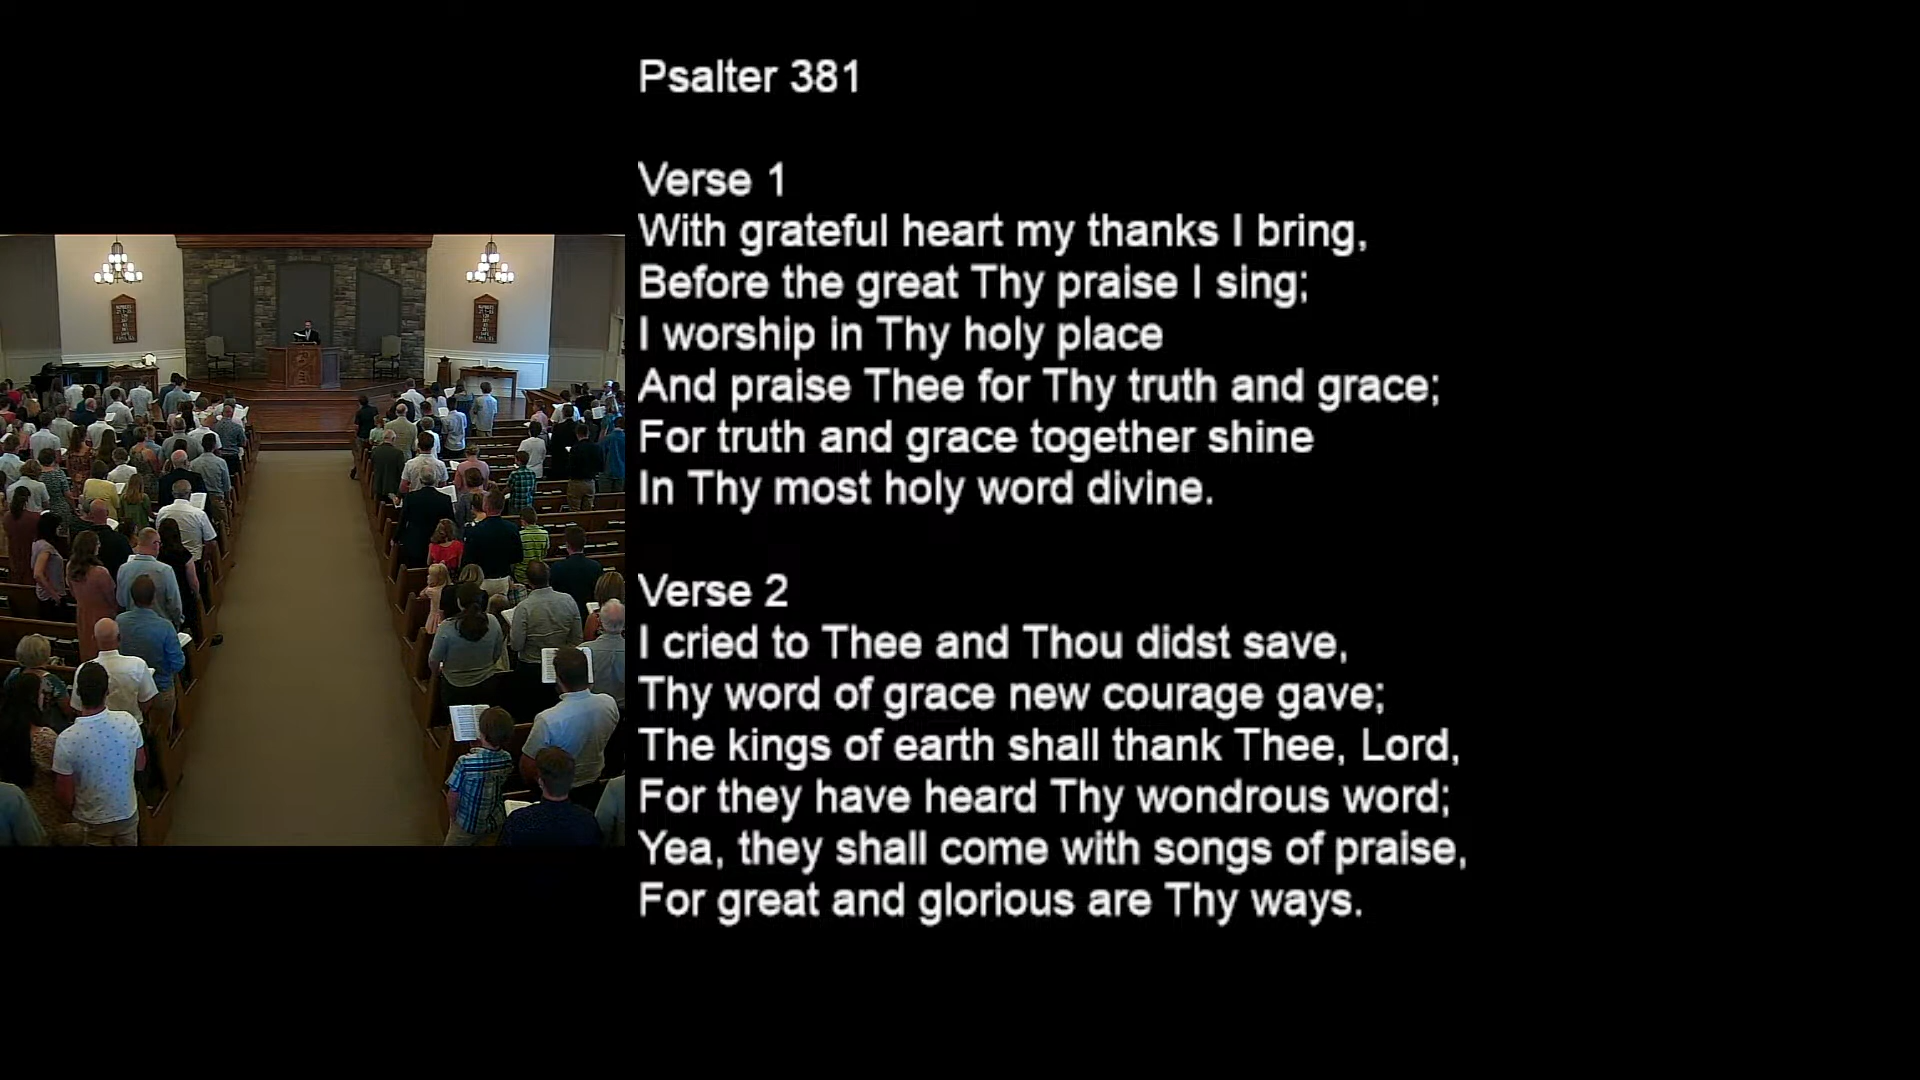 Psalter 381
Verse 1
With grateful heart my thanks I bring,
Before the great Thy praise I sing;
I worship in Thy holy place
And praise Thee for Thy truth and grace;
For truth and grace together shine
In Thy most holy word divine.
Verse 2
I cried to Thee and Thou didst save,
Thy word of grace new courage gave;
The kings of earth shall thank Thee, Lord,
For they have heard Thy wondrous word;
Yea, they shall come with songs of praise,
For great and glorious are Thy ways.